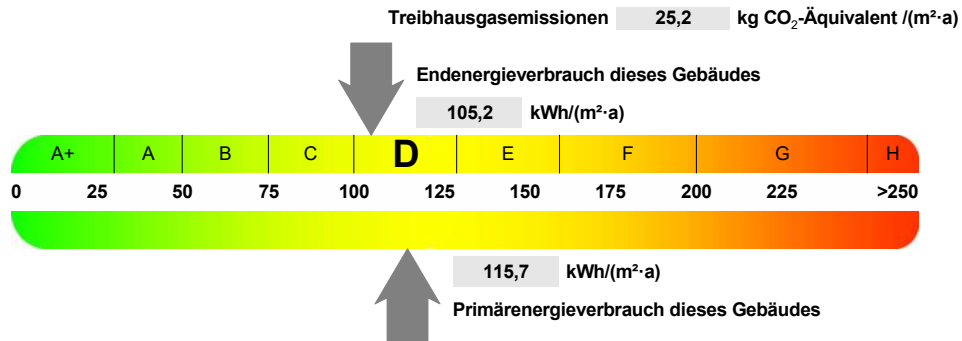 Treibhausgasemissionen 25,2 kg CO₂-Äquivalent /(m²·a)
Endenergieverbrauch dieses Gebäudes
105,2 kWh/(m²·a)
A+ A B C D E F G H
0 25 50 75 100 125 150 175 200 225 >250
115,7 kWh/(m²·a)
Primärenergieverbrauch dieses Gebäudes